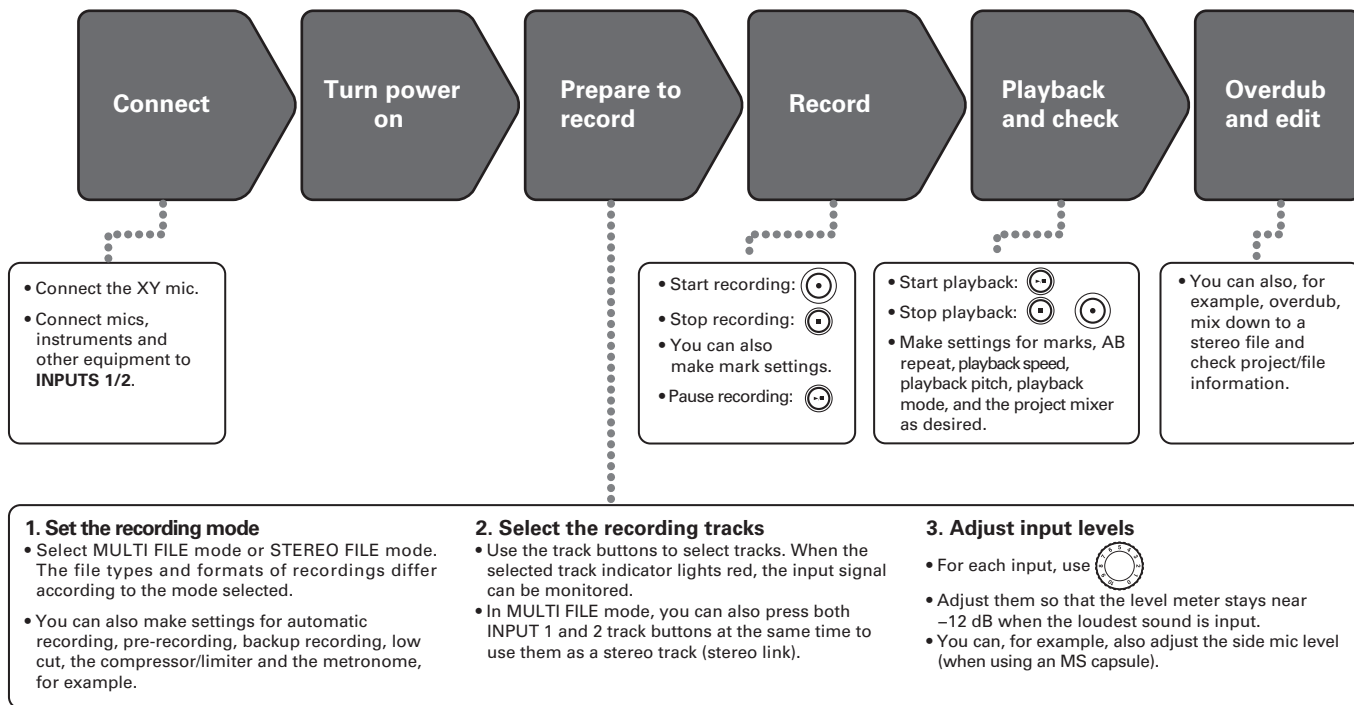 Connect
Turn power
on
Prepare to
record
Record
Playback
and check
Overdub
and edit
• Connect the XY mic.
• Connect mics,
instruments and
other equipment to
INPUTS 1/2.
• Start recording:
• Stop recording:
• You can also
make mark settings.
• Pause recording:
• Start playback:
• Stop playback:
• Make settings for marks, AB
repeat, playback speed,
playback pitch, playback
mode, and the project mixer
as desired.
• You can also, for
example, overdub,
mix down to a
stereo file and
check project/file
information.
1. Set the recording mode
• Select MULTI FILE mode or STEREO FILE mode.
The file types and formats of recordings differ
according to the mode selected.
• You can also make settings for automatic
recording, pre-recording, backup recording, low
cut, the compressor/limiter and the metronome,
for example.
2. Select the recording tracks
• Use the track buttons to select tracks. When the
selected track indicator lights red, the input signal
can be monitored.
• In MULTI FILE mode, you can also press both
INPUT 1 and 2 track buttons at the same time to
use them as a stereo track (stereo link).
3. Adjust input levels
• For each input, use
• Adjust them so that the level meter stays near
−12 dB when the loudest sound is input.
• You can, for example, also adjust the side mic level
(when using an MS capsule).